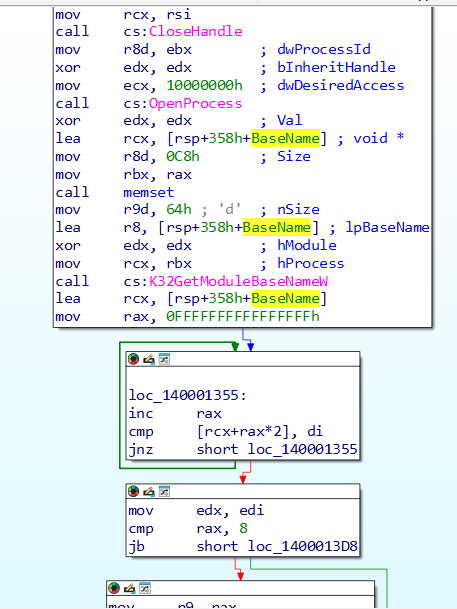 mov rcx, rsi
call cs:CloseHandle
mov r8d, ebx ; dwProcessId
xor edx, edx ; bInheritHandle
mov ecx, 10000000h ; dwDesiredAccess
call cs:OpenProcess
xor edx, edx ; Val
lea rcx, [rsp+358h+BaseName] ; void *
mov r8d, 0C8h ; Size
mov rbx, rax
call memset
mov r9d, 64h ; 'd' ; nSize
lea r8, [rsp+358h+BaseName] ; lpBaseName
xor edx, edx ; hModule
mov rcx, rbx ; hProcess
call cs:K32GetModuleBaseNameW
lea rcx, [rsp+358h+BaseName]
mov rax, 0FFFFFFFFFFFFFFFFh
loc_140001355:
inc rax
cmp [rcx+rax*2], di
jnz short loc_140001355
mov edx, edi
cmp rax, 8
jb short loc_1400013D8
mov r9, rax